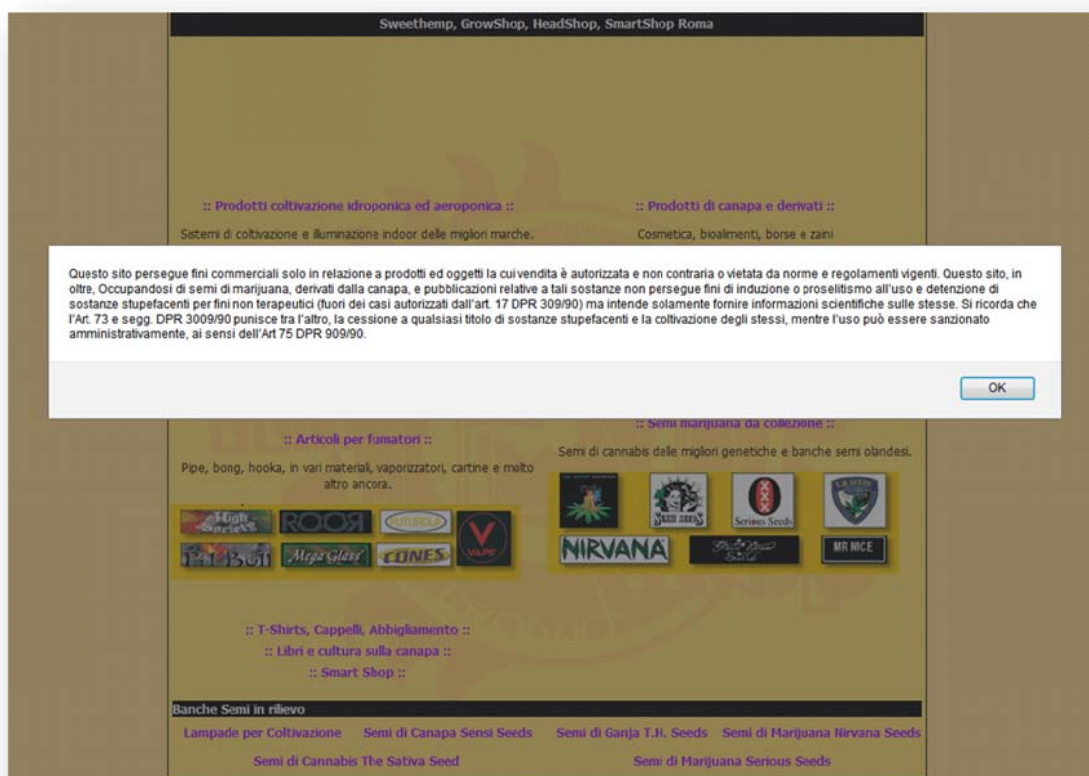 Sweethemp, GrowShop, HeadShop, SmartShop Roma
:: Prodotti coltivazione idroponica ed aeroponica ::
Sistemi di coltivazione e illuminazione indoor delle migliori marche.
:: Prodotti di canapa e derivati ::
Cosmetica, bioalimenti, borse e zaini
Questo sito persegue fini commerciali solo in relazione a prodotti ed oggetti la cui vendita è autorizzata e non contraria o vietata da norme e regolamenti vigenti. Questo sito, in
oltre, Occupandosi di semi di marijuana, derivati dalla canapa, e pubblicazioni relative a tali sostanze non persegue fini di induzione o proselitismo all'uso e detenzione di
sostanze stupefacenti per fini non terapeutici (fuori dei casi autorizzati dall'art. 17 DPR 309/90) ma intende solamente fornire informazioni scientifiche sulle stesse. Si ricorda che
l'Art. 73 e segg. DPR 3009/90 punisce tra l'altro, la cessione a qualsiasi titolo di sostanze stupefacenti e la coltivazione degli stessi, mentre l'uso può essere sanzionato
amministrativamente, ai sensi dell'Art 75 DPR 909/90.
OK
:: Articoli per fumatori ::
Pipe, bong, hooka, in vari materiali, vaporizzatori, cartine e molto
altro ancora.
High Society
ROOR
FUTUROLA
VAPE
Mega Glass
CONES
:: Semi marijuana da collezione ::
Semi di cannabis delle migliori genetiche e banche semi olandesi.
SENSI SEEDS
XXX
Serious Seeds
T.H.SEEDS
NIRVANA
MR NICE
:: T-Shirts, Cappelli, Abbigliamento ::
:: Libri e cultura sulla canapa ::
:: Smart Shop ::
Banche Semi in rilievo
Lampade per Coltivazione Semi di Canapa Sensi Seeds Semi di Ganja T.H. Seeds Semi di Marijuana Nirvana Seeds
Semi di Cannabis The Sativa Seed Semi di Marijuana Serious Seeds